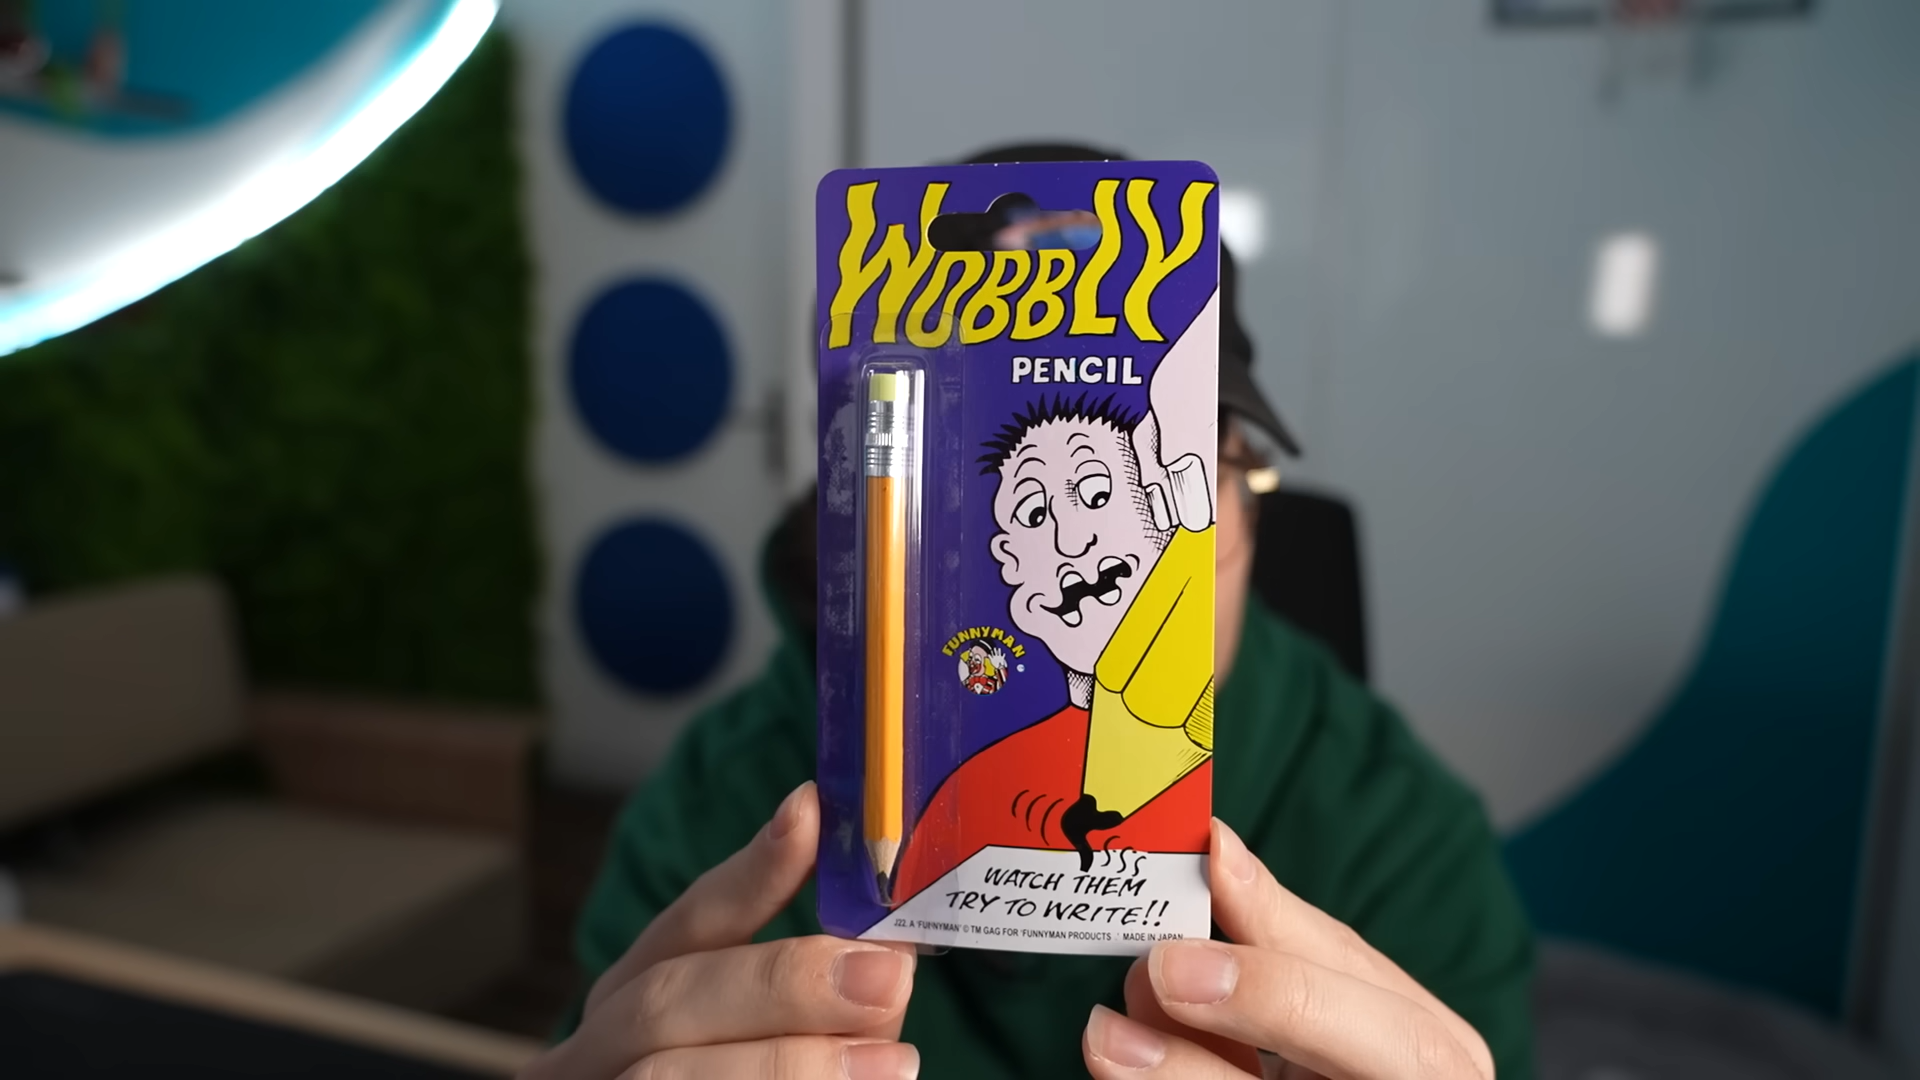 WOBBLY
PENCIL
FUNNYMAN
WATCH THEM
TRY TO WRITE!!
J22. A 'FUNNYMAN' © TM GAG FOR 'FUNNYMAN PRODUCTS.' MADE IN JAPAN